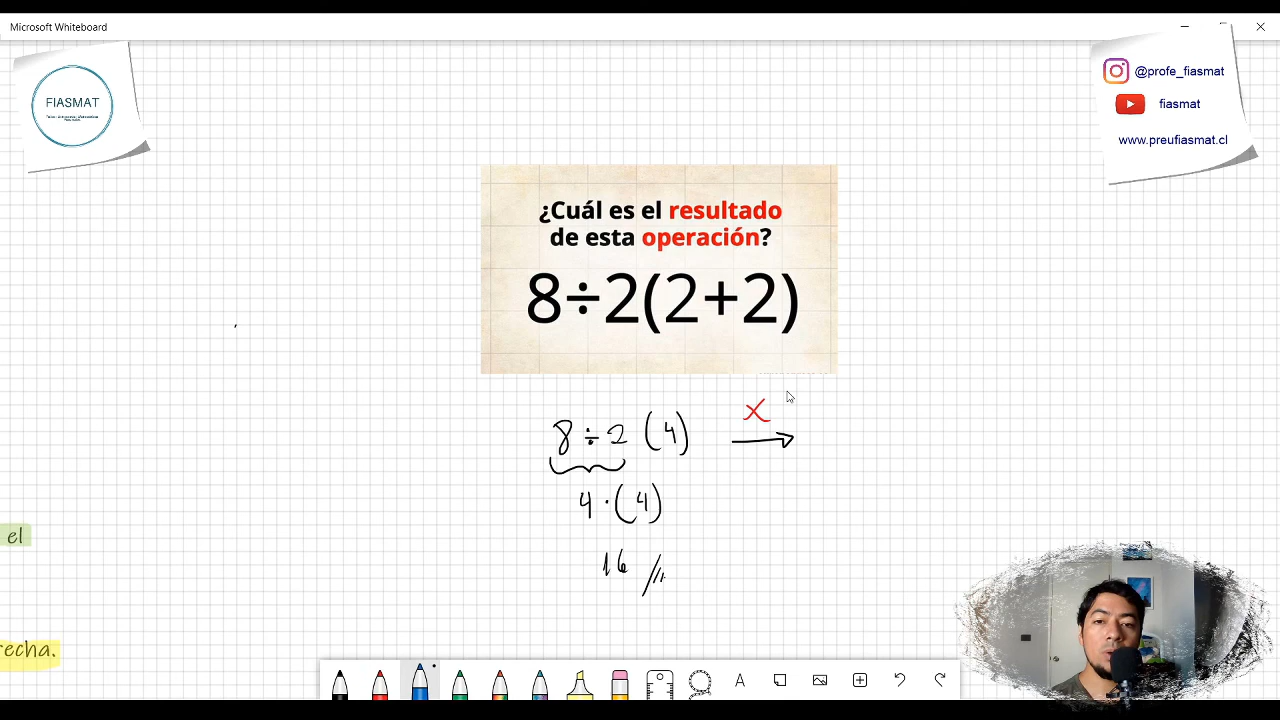 Microsoft Whiteboard
FIASMAT
@profe_fiasmat
fiasmat
www.preufiasmat.cl
¿Cuál es el resultado
de esta operación?
8÷2(2+2)
8÷2(4)
x
4·(4)
16 //
el
recha.
A